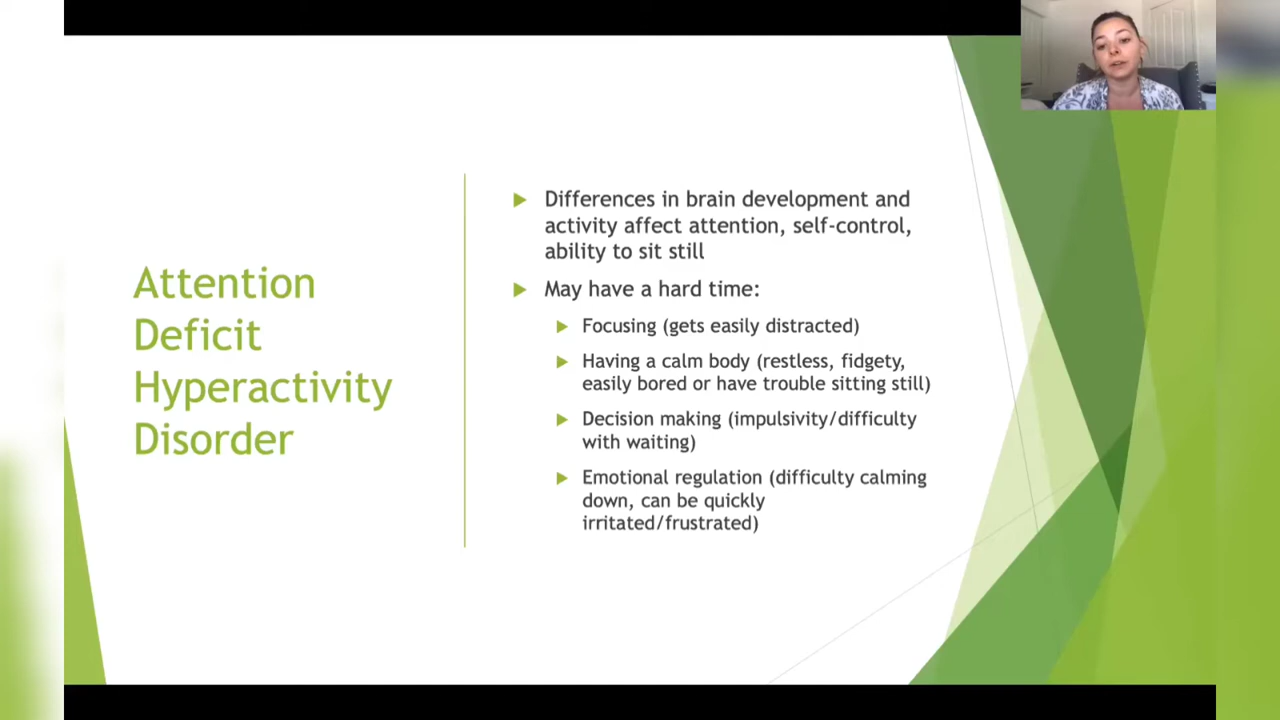 Attention
Deficit
Hyperactivity
Disorder
Differences in brain development and
activity affect attention, self-control,
ability to sit still
May have a hard time:
Focusing (gets easily distracted)
Having a calm body (restless, fidgety,
easily bored or have trouble sitting still)
Decision making (impulsivity/difficulty
with waiting)
Emotional regulation (difficulty calming
down, can be quickly
irritated/frustrated)